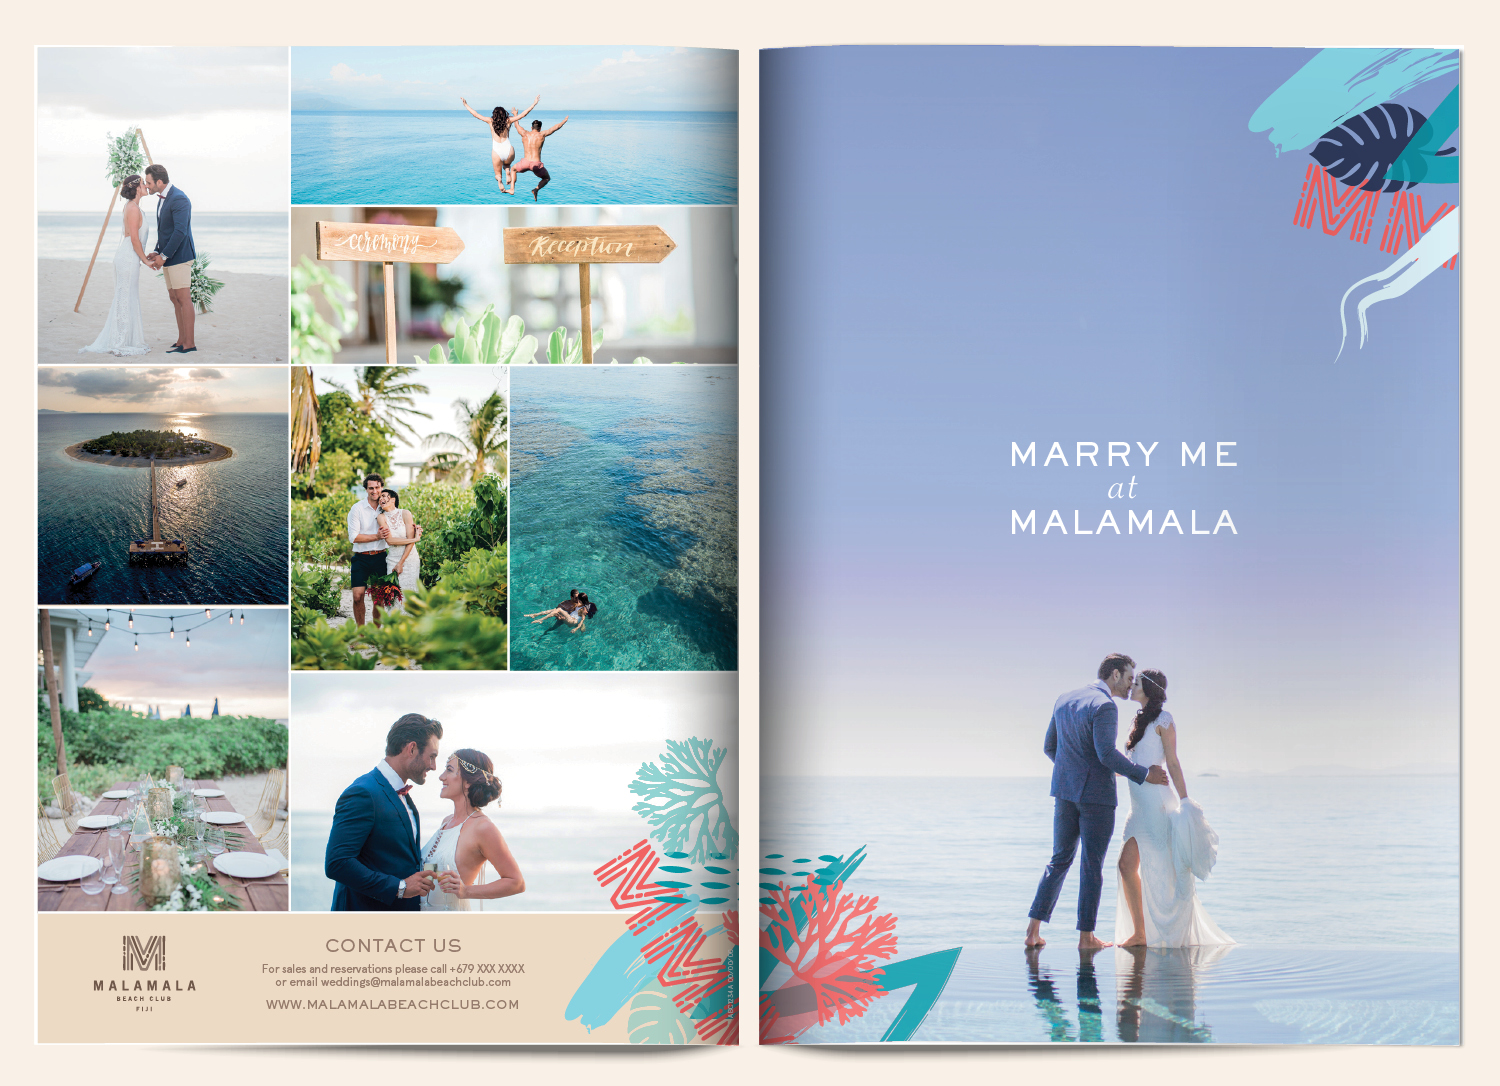 ceremony
Reception
MALAMALA
BEACH CLUB
FIJI
CONTACT US
For sales and reservations please call +679 XXX XXXX
or email weddings@malamalabeachclub.com
WWW.MALAMALABEACHCLUB.COM
MARRY ME
at
MALAMALA